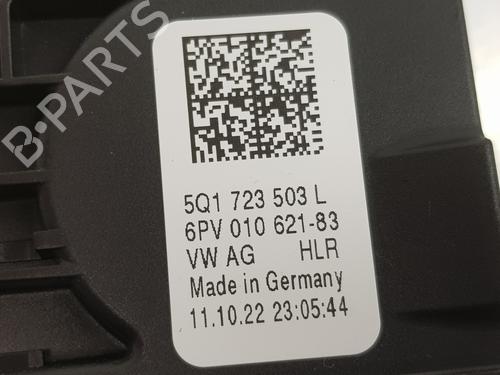 B-PARTS
5Q1 723 503 L
6PV 010 621-83
VW AG HLR
Made in Germany
11.10.22 23:05:44